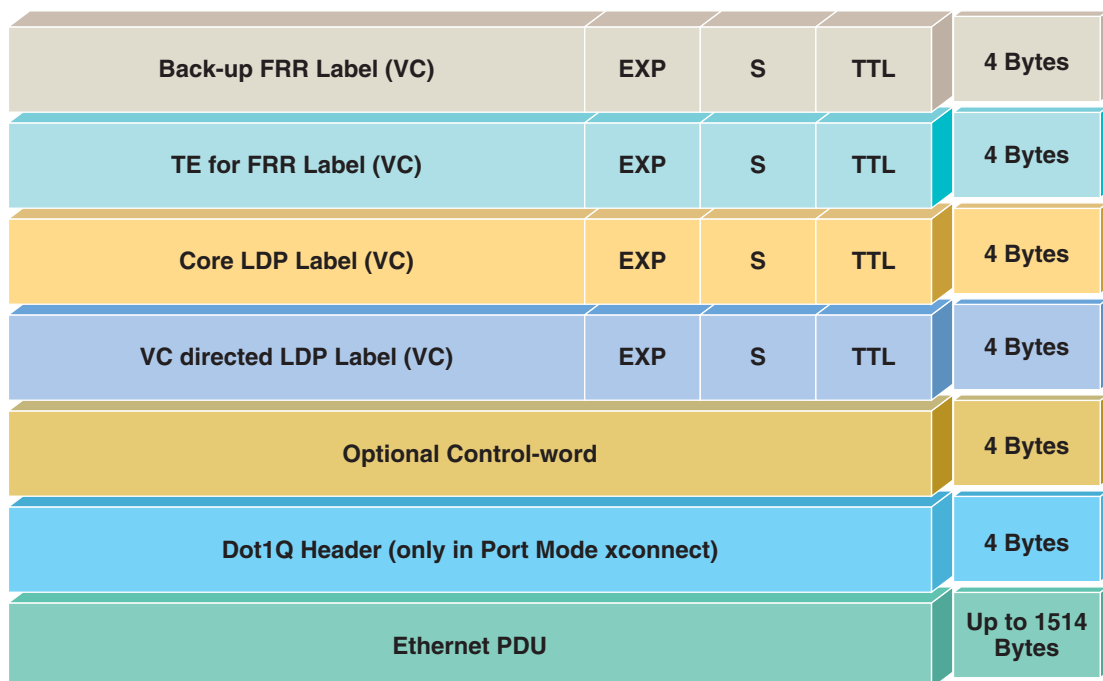 Back-up FRR Label (VC) EXP S TTL 4 Bytes
TE for FRR Label (VC) EXP S TTL 4 Bytes
Core LDP Label (VC) EXP S TTL 4 Bytes
VC directed LDP Label (VC) EXP S TTL 4 Bytes
Optional Control-word 4 Bytes
Dot1Q Header (only in Port Mode xconnect) 4 Bytes
Ethernet PDU Up to 1514
Bytes